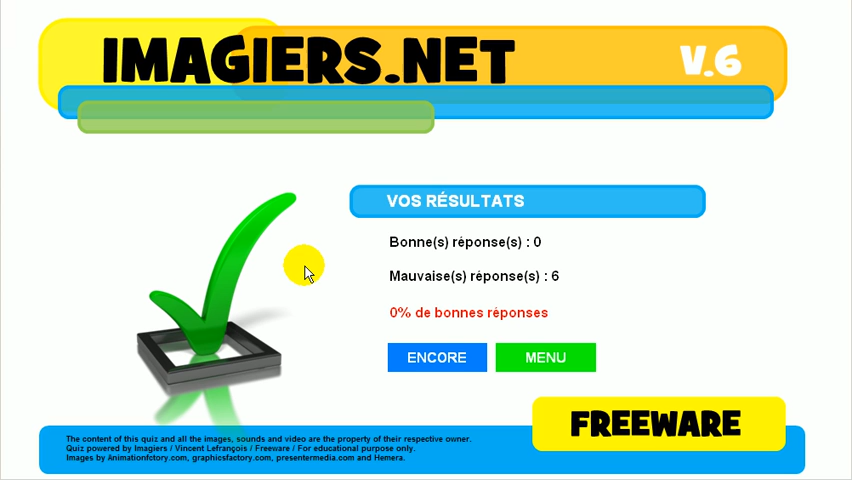 IMAGIERS.NET
V.6
VOS RÉSULTATS
Bonne(s) réponse(s) : 0
Mauvaise(s) réponse(s) : 6
0% de bonnes réponses
ENCORE
MENU
FREEWARE
The content of this quiz and all the images, sounds and video are the property of their respective owner.
Quiz powered by Imagiers / Vincent Lefrançois / Freeware / For educational purpose only.
Images by Animationfctory.com, graphicsfactory.com, presentermedia.com and Hemera.